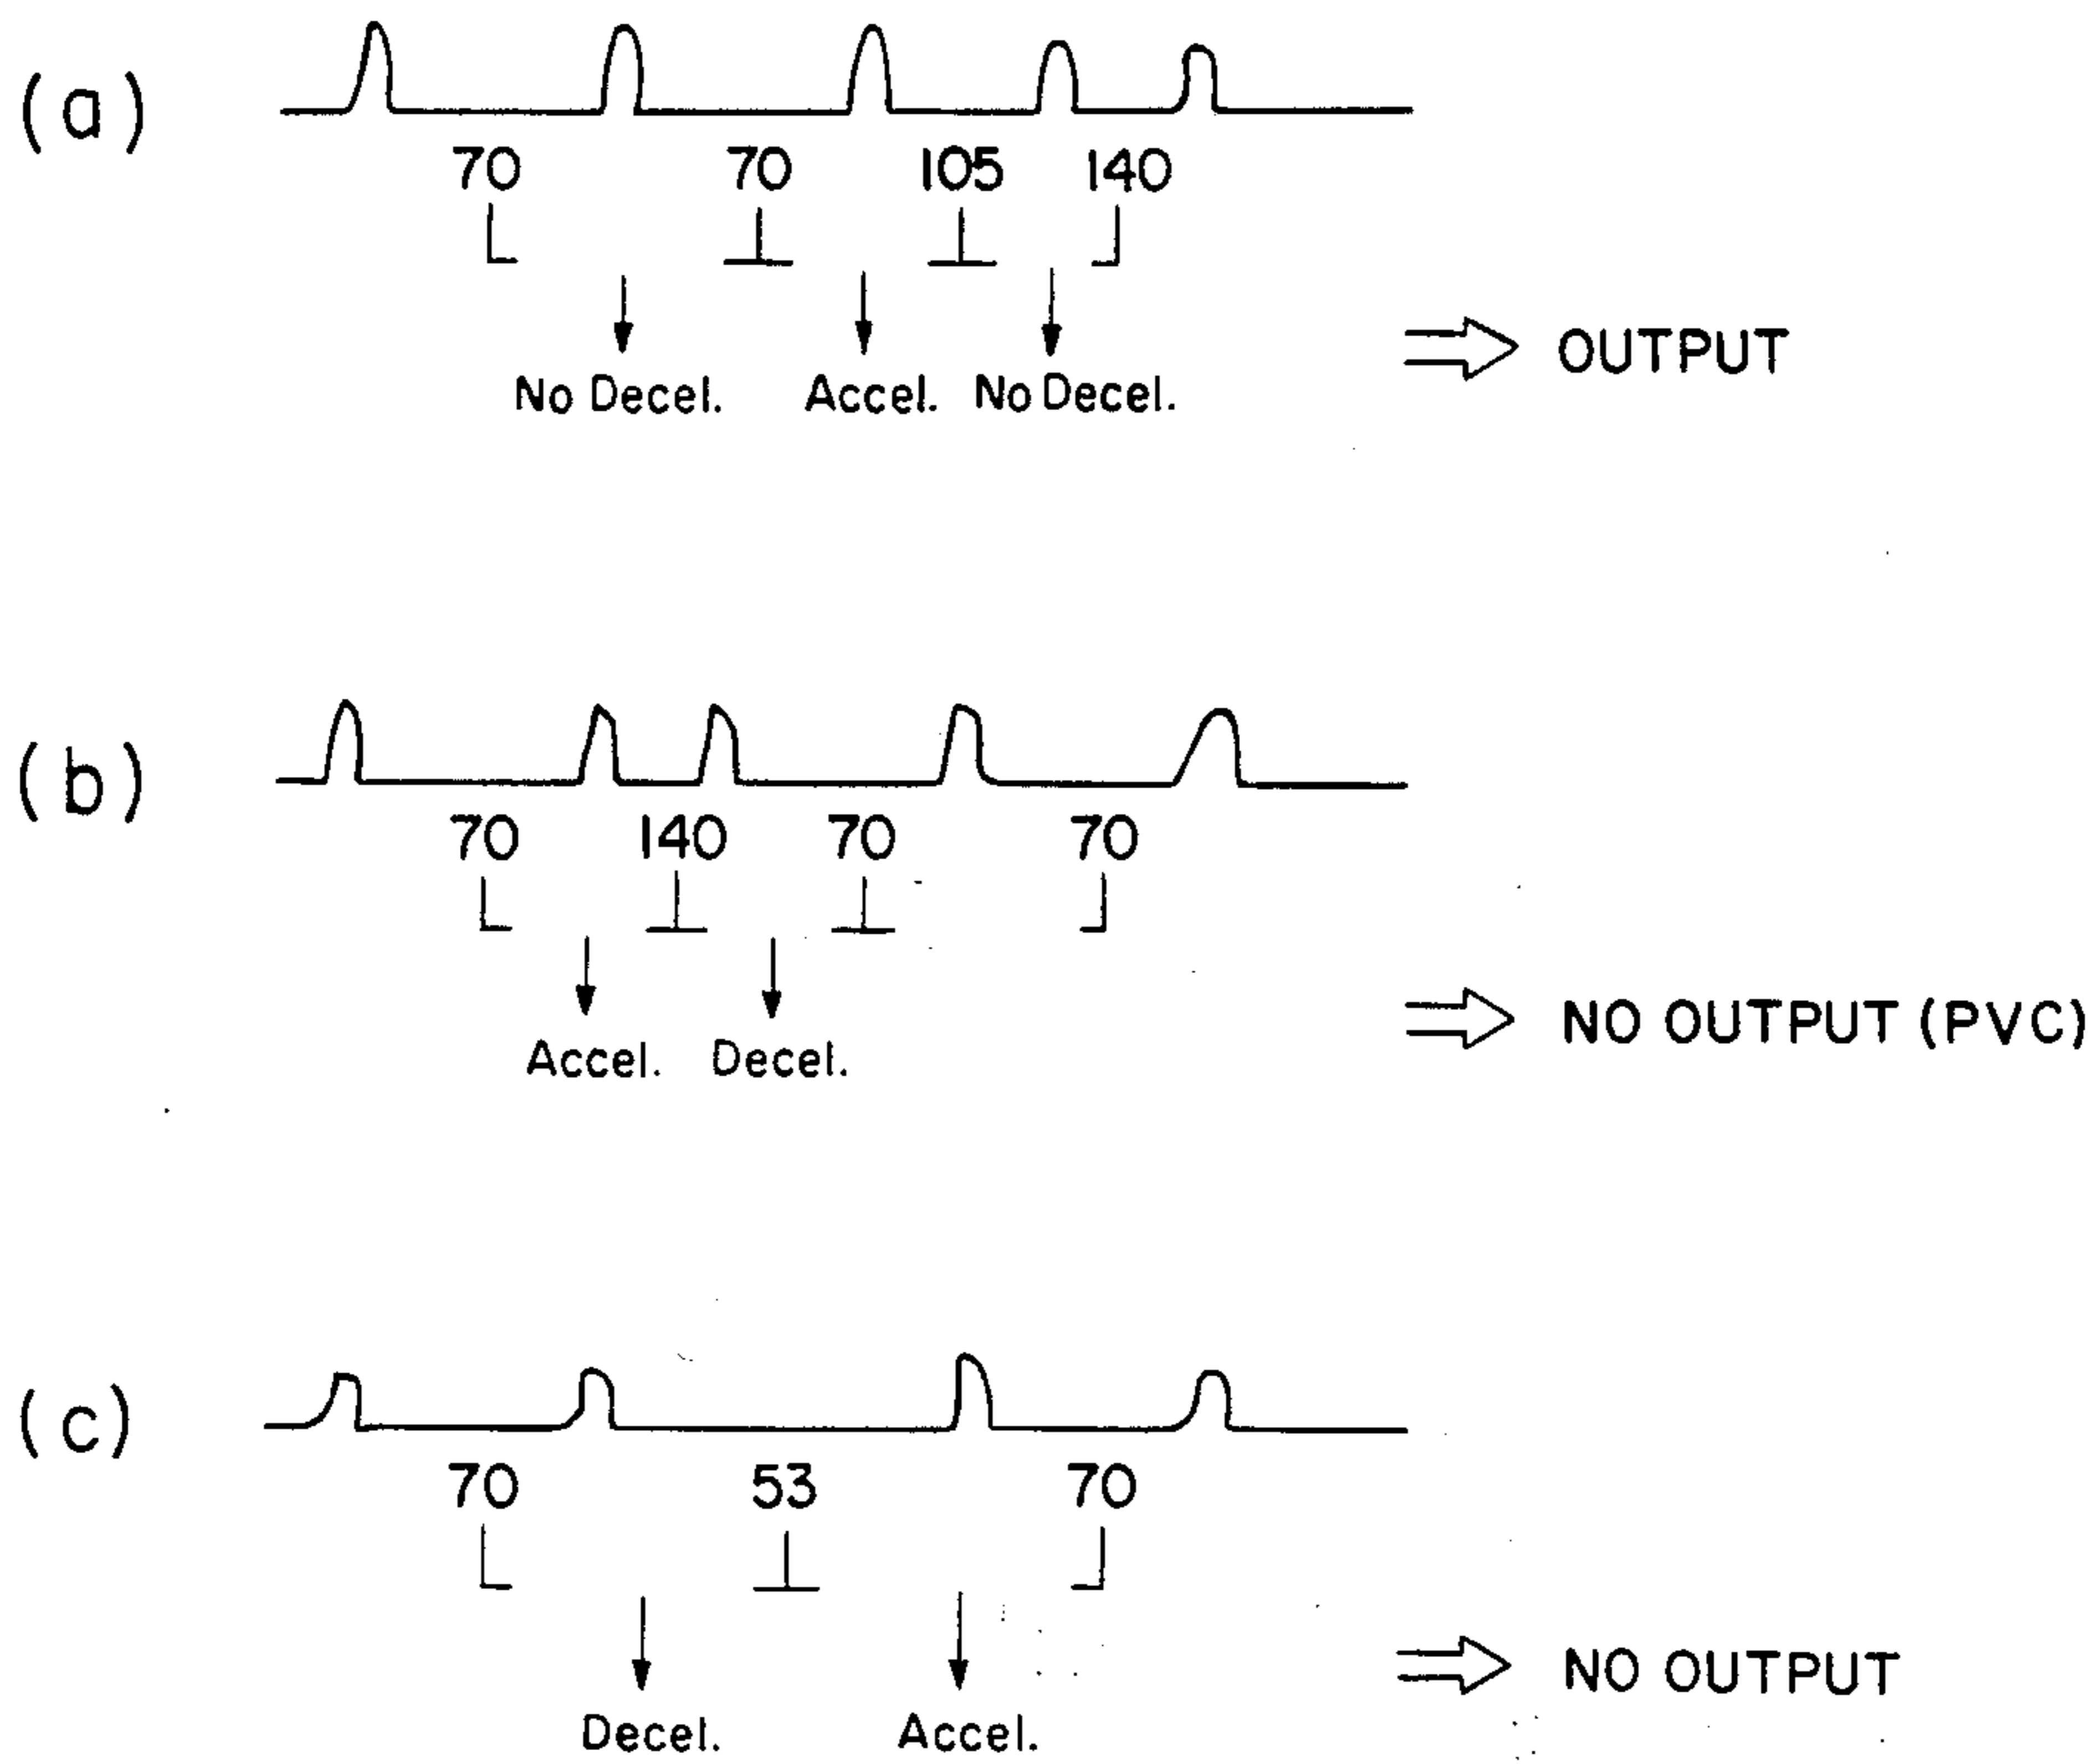 (a)
70 70 105 140
No Decel. Accel. No Decel.
OUTPUT
(b)
70 140 70 70
Accel. Decel.
NO OUTPUT (PVC)
(c)
70 53 70
Decel. Accel.
NO OUTPUT